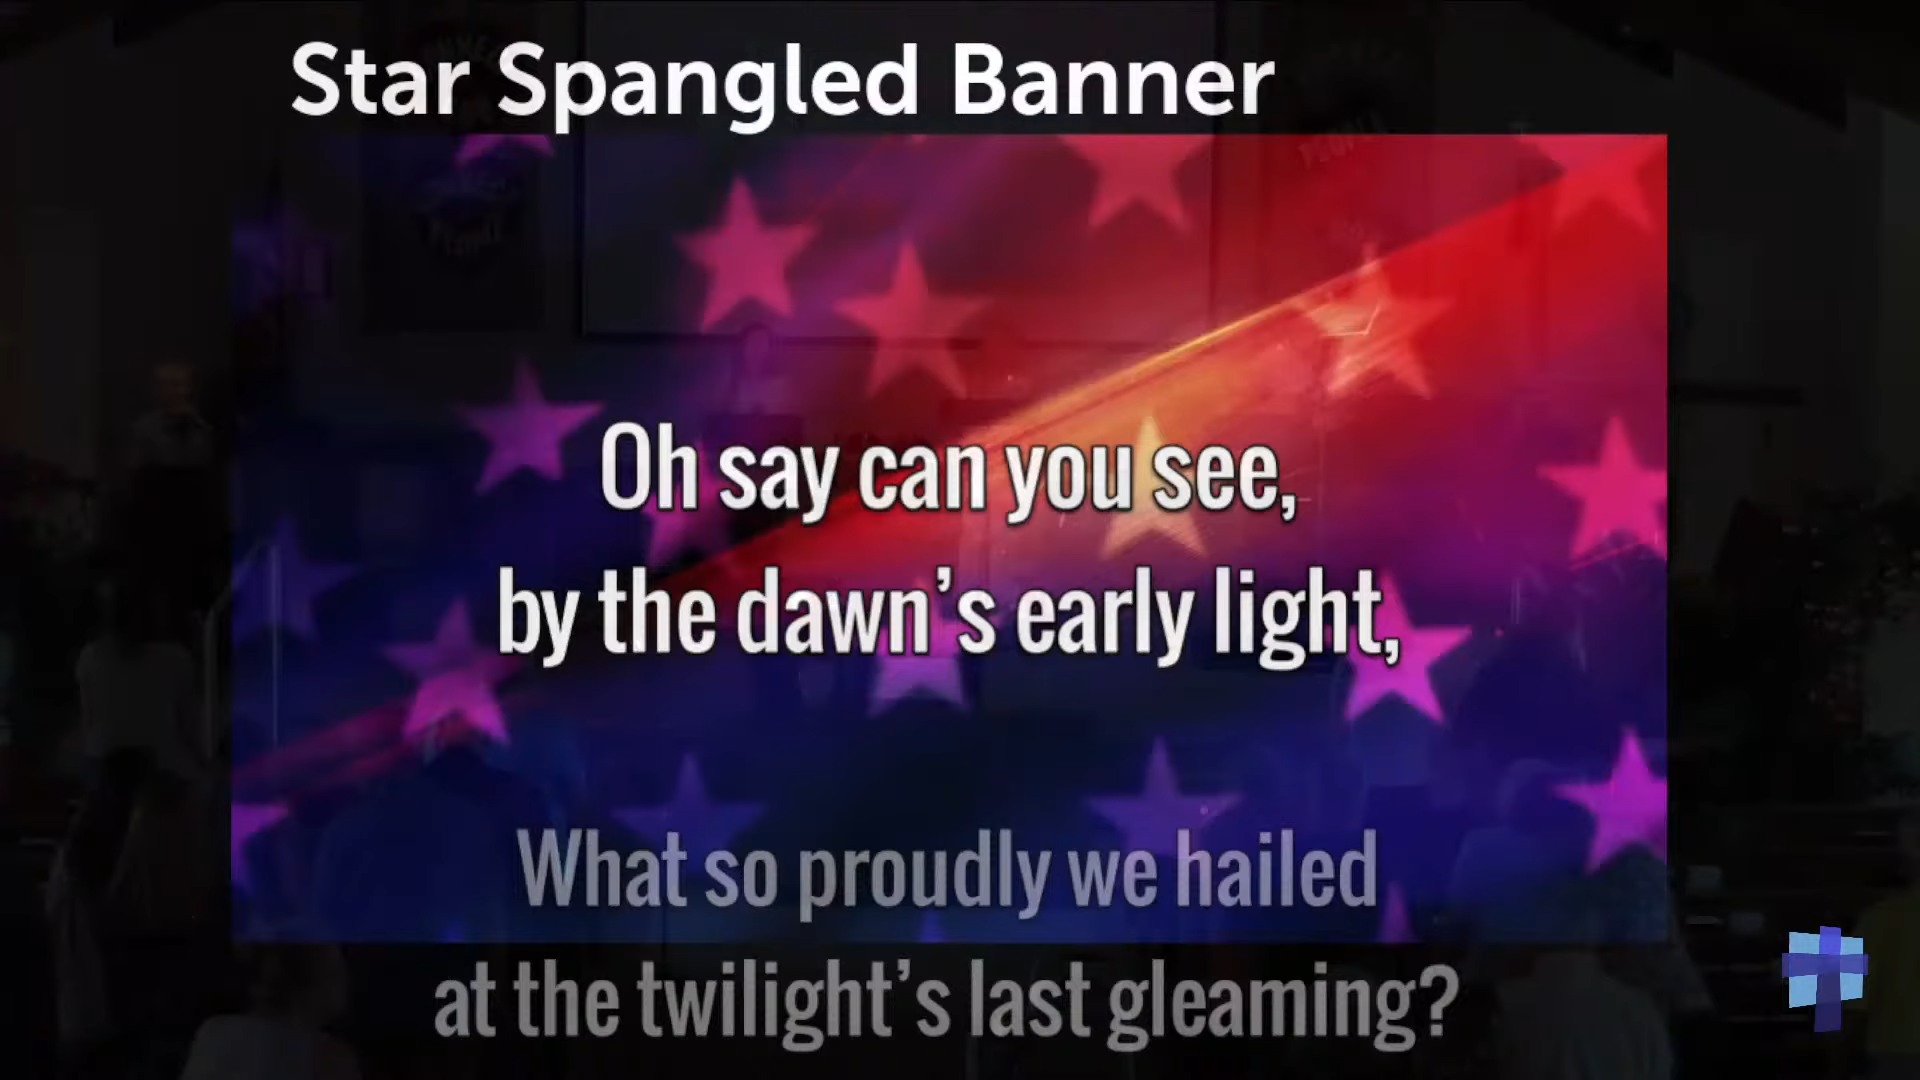 Star Spangled Banner
Oh say can you see,
by the dawn’s early light,
What so proudly we hailed
at the twilight’s last gleaming?